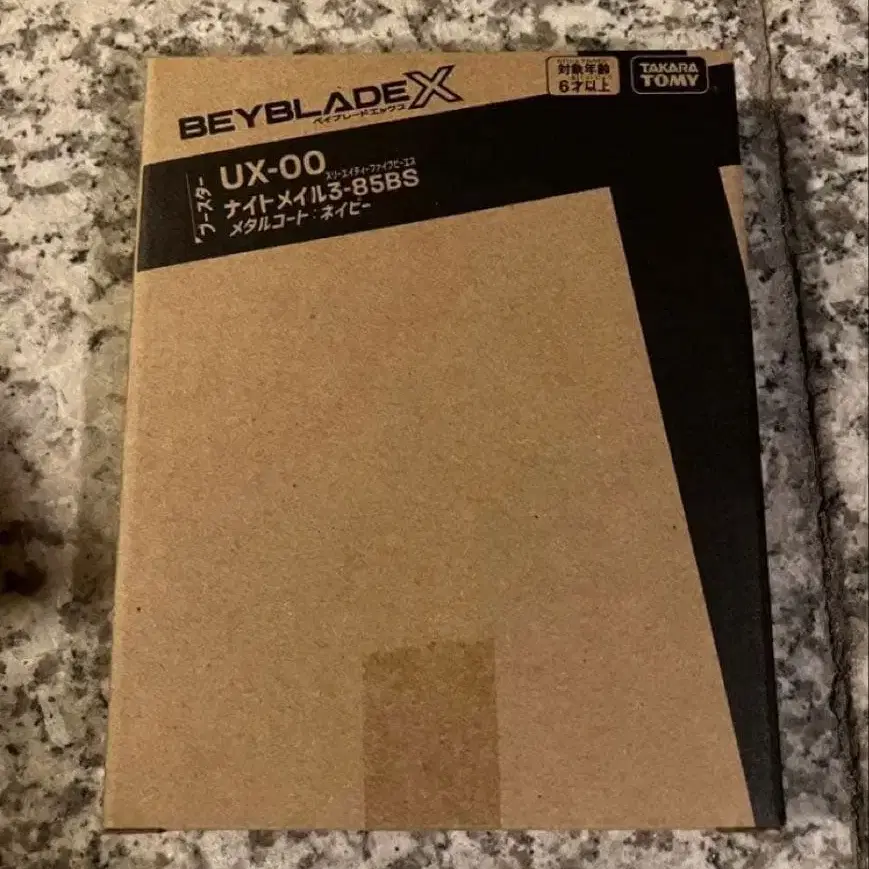 BEYBLADE X
ベイブレードエックス
対象年齢
6才以上
TAKARA
TOMY
ブースター
UX-00
スリーエイティーファイブビーエス
ナイトメイル3-85BS
メタルコート：ネイビー